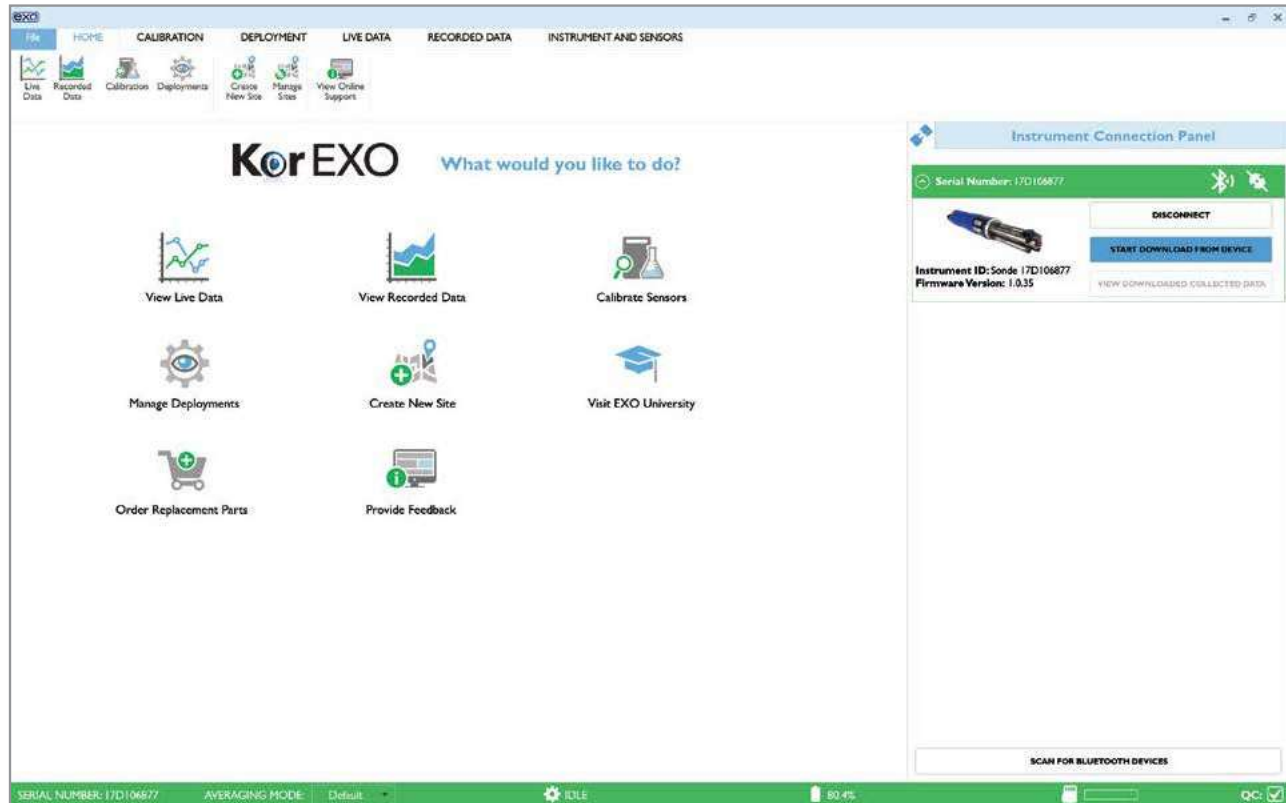 exo
File HOME CALIBRATION DEPLOYMENT LIVE DATA RECORDED DATA INSTRUMENT AND SENSORS
Live Data
Recorded Data
Calibration
Deployments
Create New Site
Manage Sites
View Online Support
KorEXO What would you like to do?
View Live Data
View Recorded Data
Calibrate Sensors
Manage Deployments
Create New Site
Visit EXO University
Order Replacement Parts
Provide Feedback
Instrument Connection Panel
Serial Number: 17D106877
DISCONNECT
START DOWNLOAD FROM DEVICE
VIEW DOWNLOADED COLLECTED DATA
Instrument ID: Sonde 17D106877
Firmware Version: 1.0.35
SCAN FOR BLUETOOTH DEVICES
SERIAL NUMBER: 17D106877 AVERAGING MODE: Default IDLE 80.4% QC: